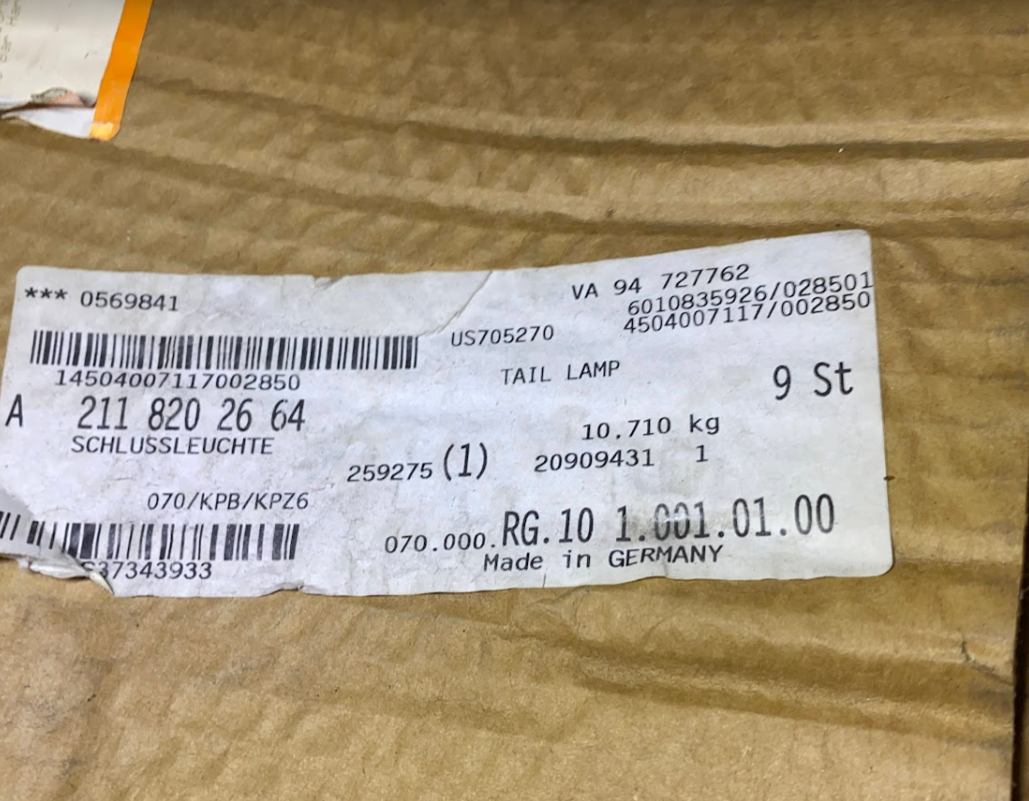 *** 0569841
VA 94 727762
6010835926/028501
4504007117/002850
US705270
14504007117002850
TAIL LAMP
9 St
A 211 820 26 64
SCHLUSSLEUCHTE
10.710 kg
259275 (1) 20909431 1
070/KPB/KPZ6
070.000.RG.10 1.001.01.00
Made in GERMANY
37343933